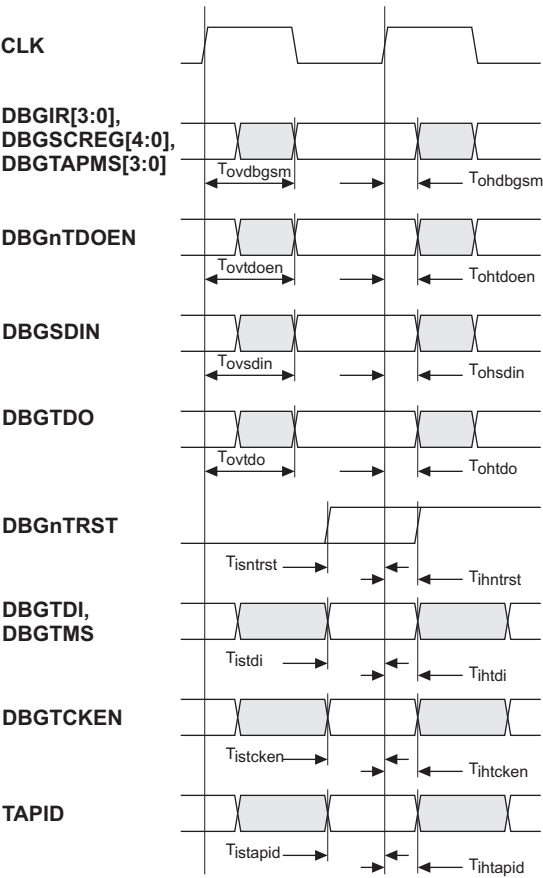 CLK
DBGIR[3:0],
DBGSCREG[4:0],
DBGTAPMS[3:0]
Tovdbgsm
Tohdbgsm
DBGnTDOEN
Tovtdoen
Tohtdoen
DBGSDIN
Tovsdin
Tohsdin
DBGTDO
Tovtdo
Tohtdo
DBGnTRST
Tisntrst
Tihntrst
DBGTDI,
DBGTMS
Tistdi
Tihtdi
DBGTCKEN
Tistcken
Tihtcken
TAPID
Tistapid
Tihtapid